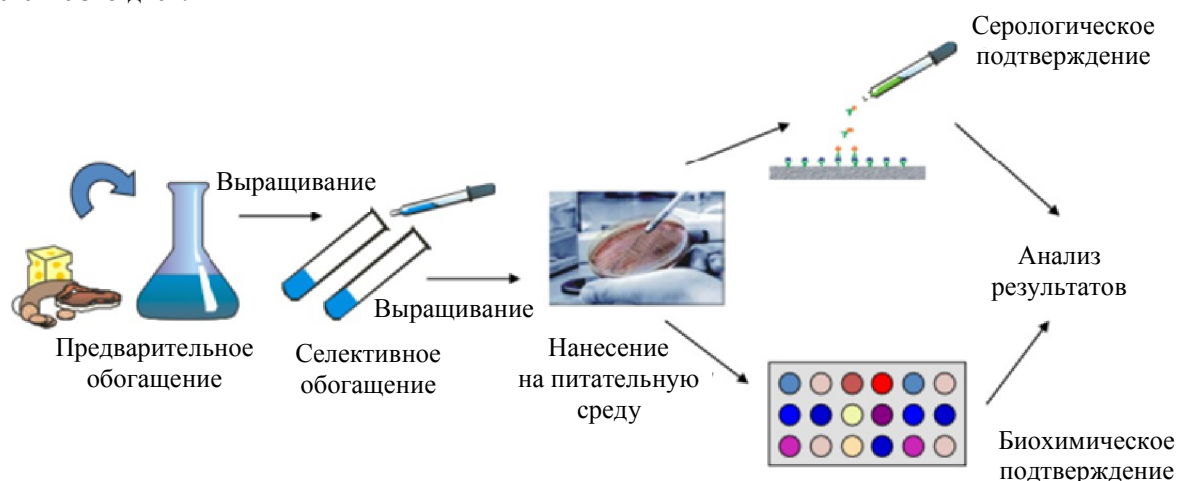 Серологическое
подтверждение
Выращивание
Выращивание
Предварительное
обогащение
Селективное
обогащение
Нанесение
на питательную
среду
Анализ
результатов
Биохимическое
подтверждение